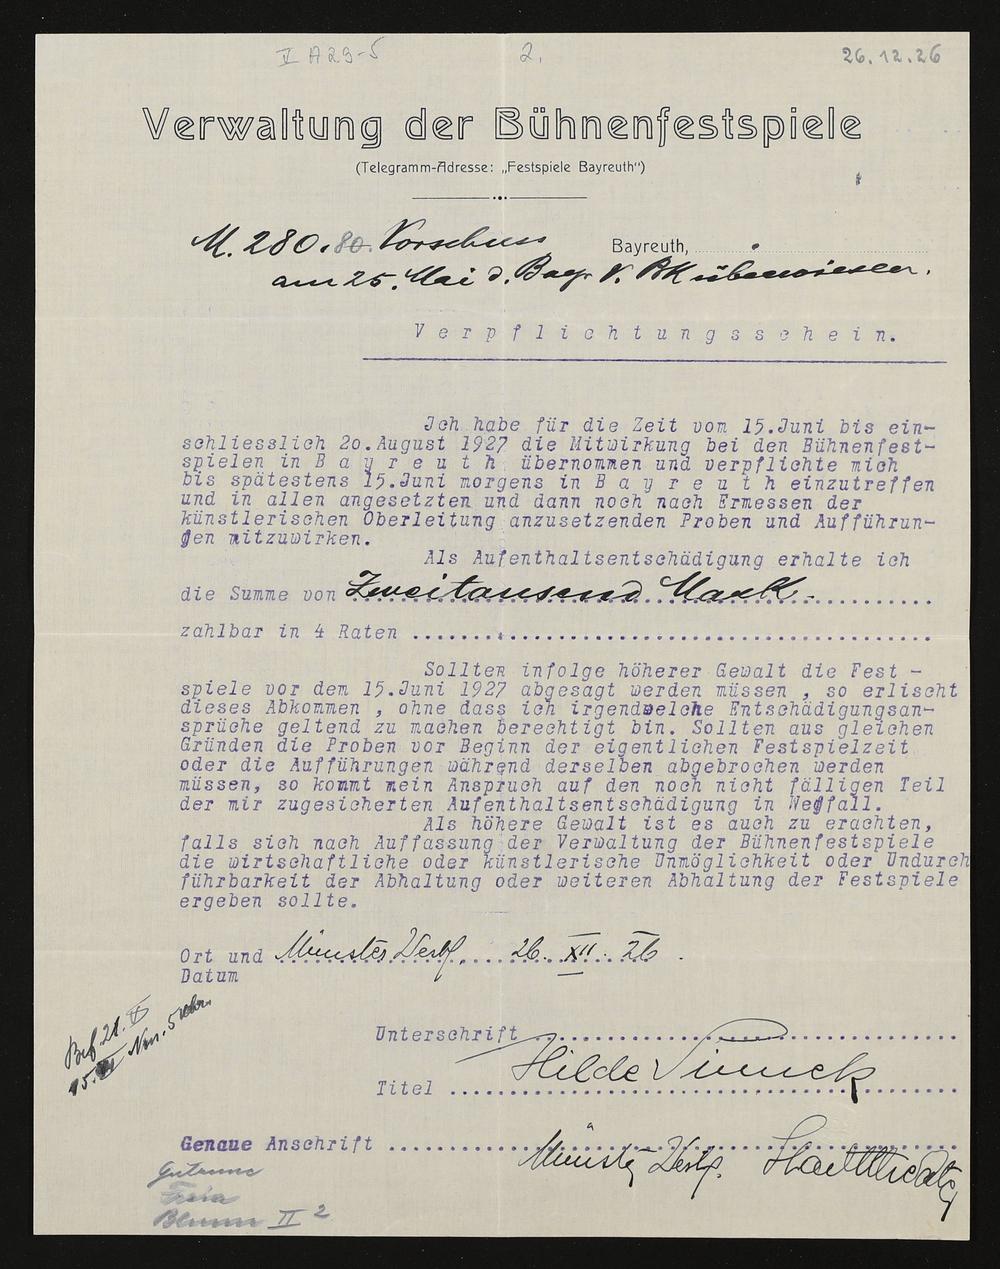 V A29-5
2.
26.12.26
Verwaltung der Bühnenfestspiele
(Telegramm-Adresse: „Festspiele Bayreuth“)
M. 280.80 Vorschuss
Bayreuth,
am 25. Mai d. Bay. V. Bk überwiesen.
Verpflichtungsschein.
Ich habe für die Zeit vom 15.Juni bis ein-
schliesslich 2o.August 1927 die Mitwirkung bei den Bühnenfest-
spielen in B a y r e u t h übernommen und verpflichte mich
bis spätestens 15.Juni morgens in B a y r e u t h einzutreffen
und in allen angesetzten und dann noch nach Ermessen der
künstlerischen Oberleitung anzusetzenden Proben und Aufführun-
gen mitzuwirken.
Als Aufenthaltsentschädigung erhalte ich
die Summe von Zweitausend Mark.
zahlbar in 4 Raten
Sollten infolge höherer Gewalt die Fest -
spiele vor dem 15.Juni 1927 abgesagt werden müssen , so erlischt
dieses Abkommen , ohne dass ich irgendwelche Entschädigungsan-
sprüche geltend zu machen berechtigt bin. Sollten aus gleichen
Gründen die Proben vor Beginn der eigentlichen Festspielzeit
oder die Aufführungen während derselben abgebrochen werden
müssen, so kommt mein Anspruch auf den noch nicht fälligen Teil
der mir zugesicherten Aufenthaltsentschädigung in Wegfall.
Als höhere Gewalt ist es auch zu erachten,
falls sich nach Auffassung der Verwaltung der Bühnenfestspiele
die wirtschaftliche oder künstlerische Unmöglichkeit oder Undurch
führbarkeit der Abhaltung oder weiteren Abhaltung der Festspiele
ergeben sollte.
Ort und Münster Westf. 26. XII. 26.
Datum
Unterschrift
Hilde Sinnek
Titel
Genaue Anschrift
Münster Westf. Stadttheater
Gutrune
Freia
Blumen II 2